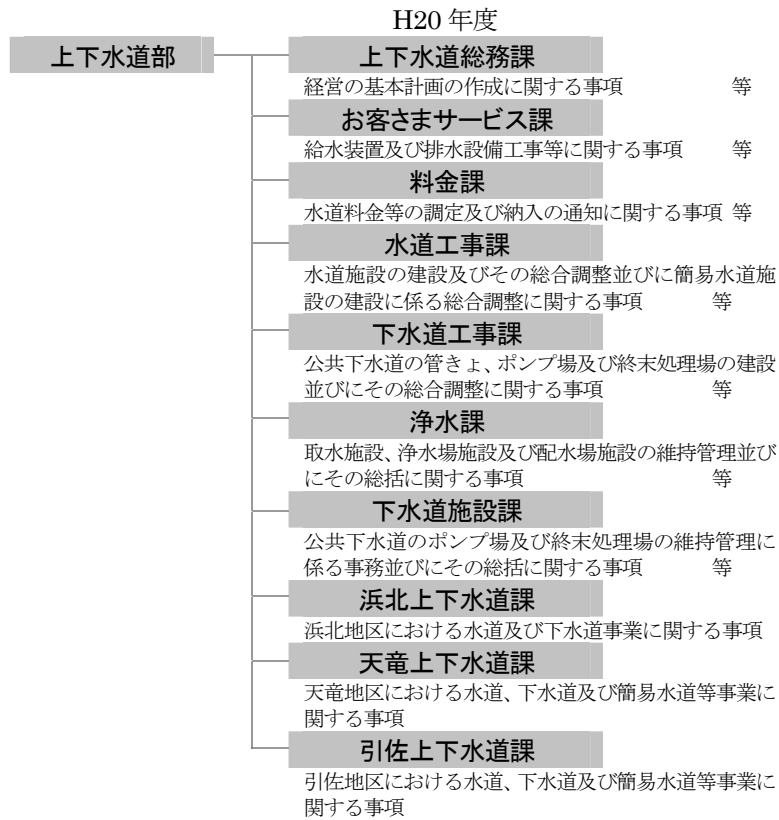 H20 年度
上下水道部
上下水道総務課
経営の基本計画の作成に関する事項 等
お客さまサービス課
給水装置及び排水設備工事等に関する事項 等
料金課
水道料金等の調定及び納入の通知に関する事項 等
水道工事課
水道施設の建設及びその総合調整並びに簡易水道施
設の建設に係る総合調整に関する事項 等
下水道工事課
公共下水道の管きょ、ポンプ場及び終末処理場の建設
並びにその総合調整に関する事項 等
浄水課
取水施設、浄水場施設及び配水場施設の維持管理並び
にその総括に関する事項 等
下水道施設課
公共下水道のポンプ場及び終末処理場の維持管理に
係る事務並びにその総括に関する事項 等
浜北上下水道課
浜北地区における水道及び下水道事業に関する事項
天竜上下水道課
天竜地区における水道、下水道及び簡易水道等事業に
関する事項
引佐上下水道課
引佐地区における水道、下水道及び簡易水道等事業に
関する事項